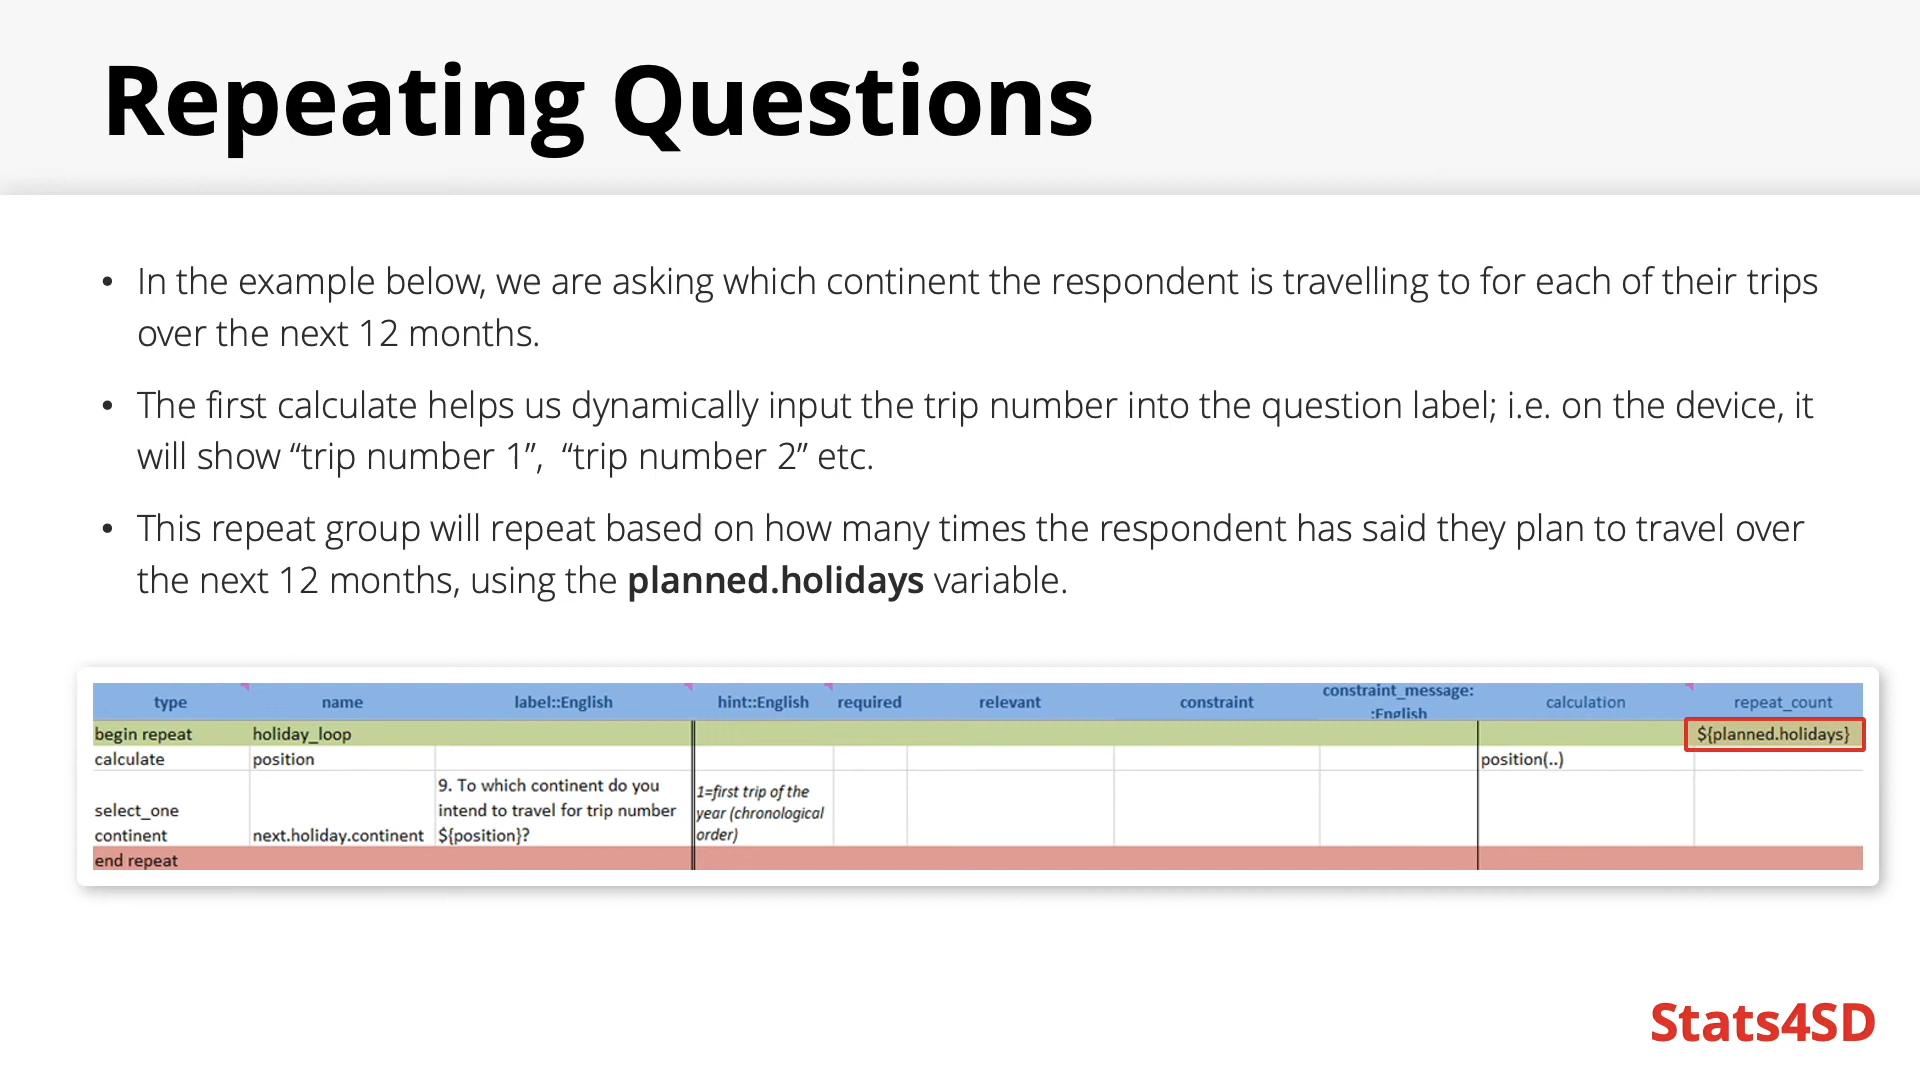 Repeating Questions
• In the example below, we are asking which continent the respondent is travelling to for each of their trips
over the next 12 months.
• The first calculate helps us dynamically input the trip number into the question label; i.e. on the device, it
will show “trip number 1”,  “trip number 2” etc.
• This repeat group will repeat based on how many times the respondent has said they plan to travel over
the next 12 months, using the planned.holidays variable.
type name label::English hint::English required relevant constraint constraint_message: :English calculation repeat_count
begin repeat holiday_loop ${planned.holidays}
calculate position position(..)
select_one continent next.holiday.continent 9. To which continent do you intend to travel for trip number ${position}? 1=first trip of the year (chronological order)
end repeat
Stats4SD